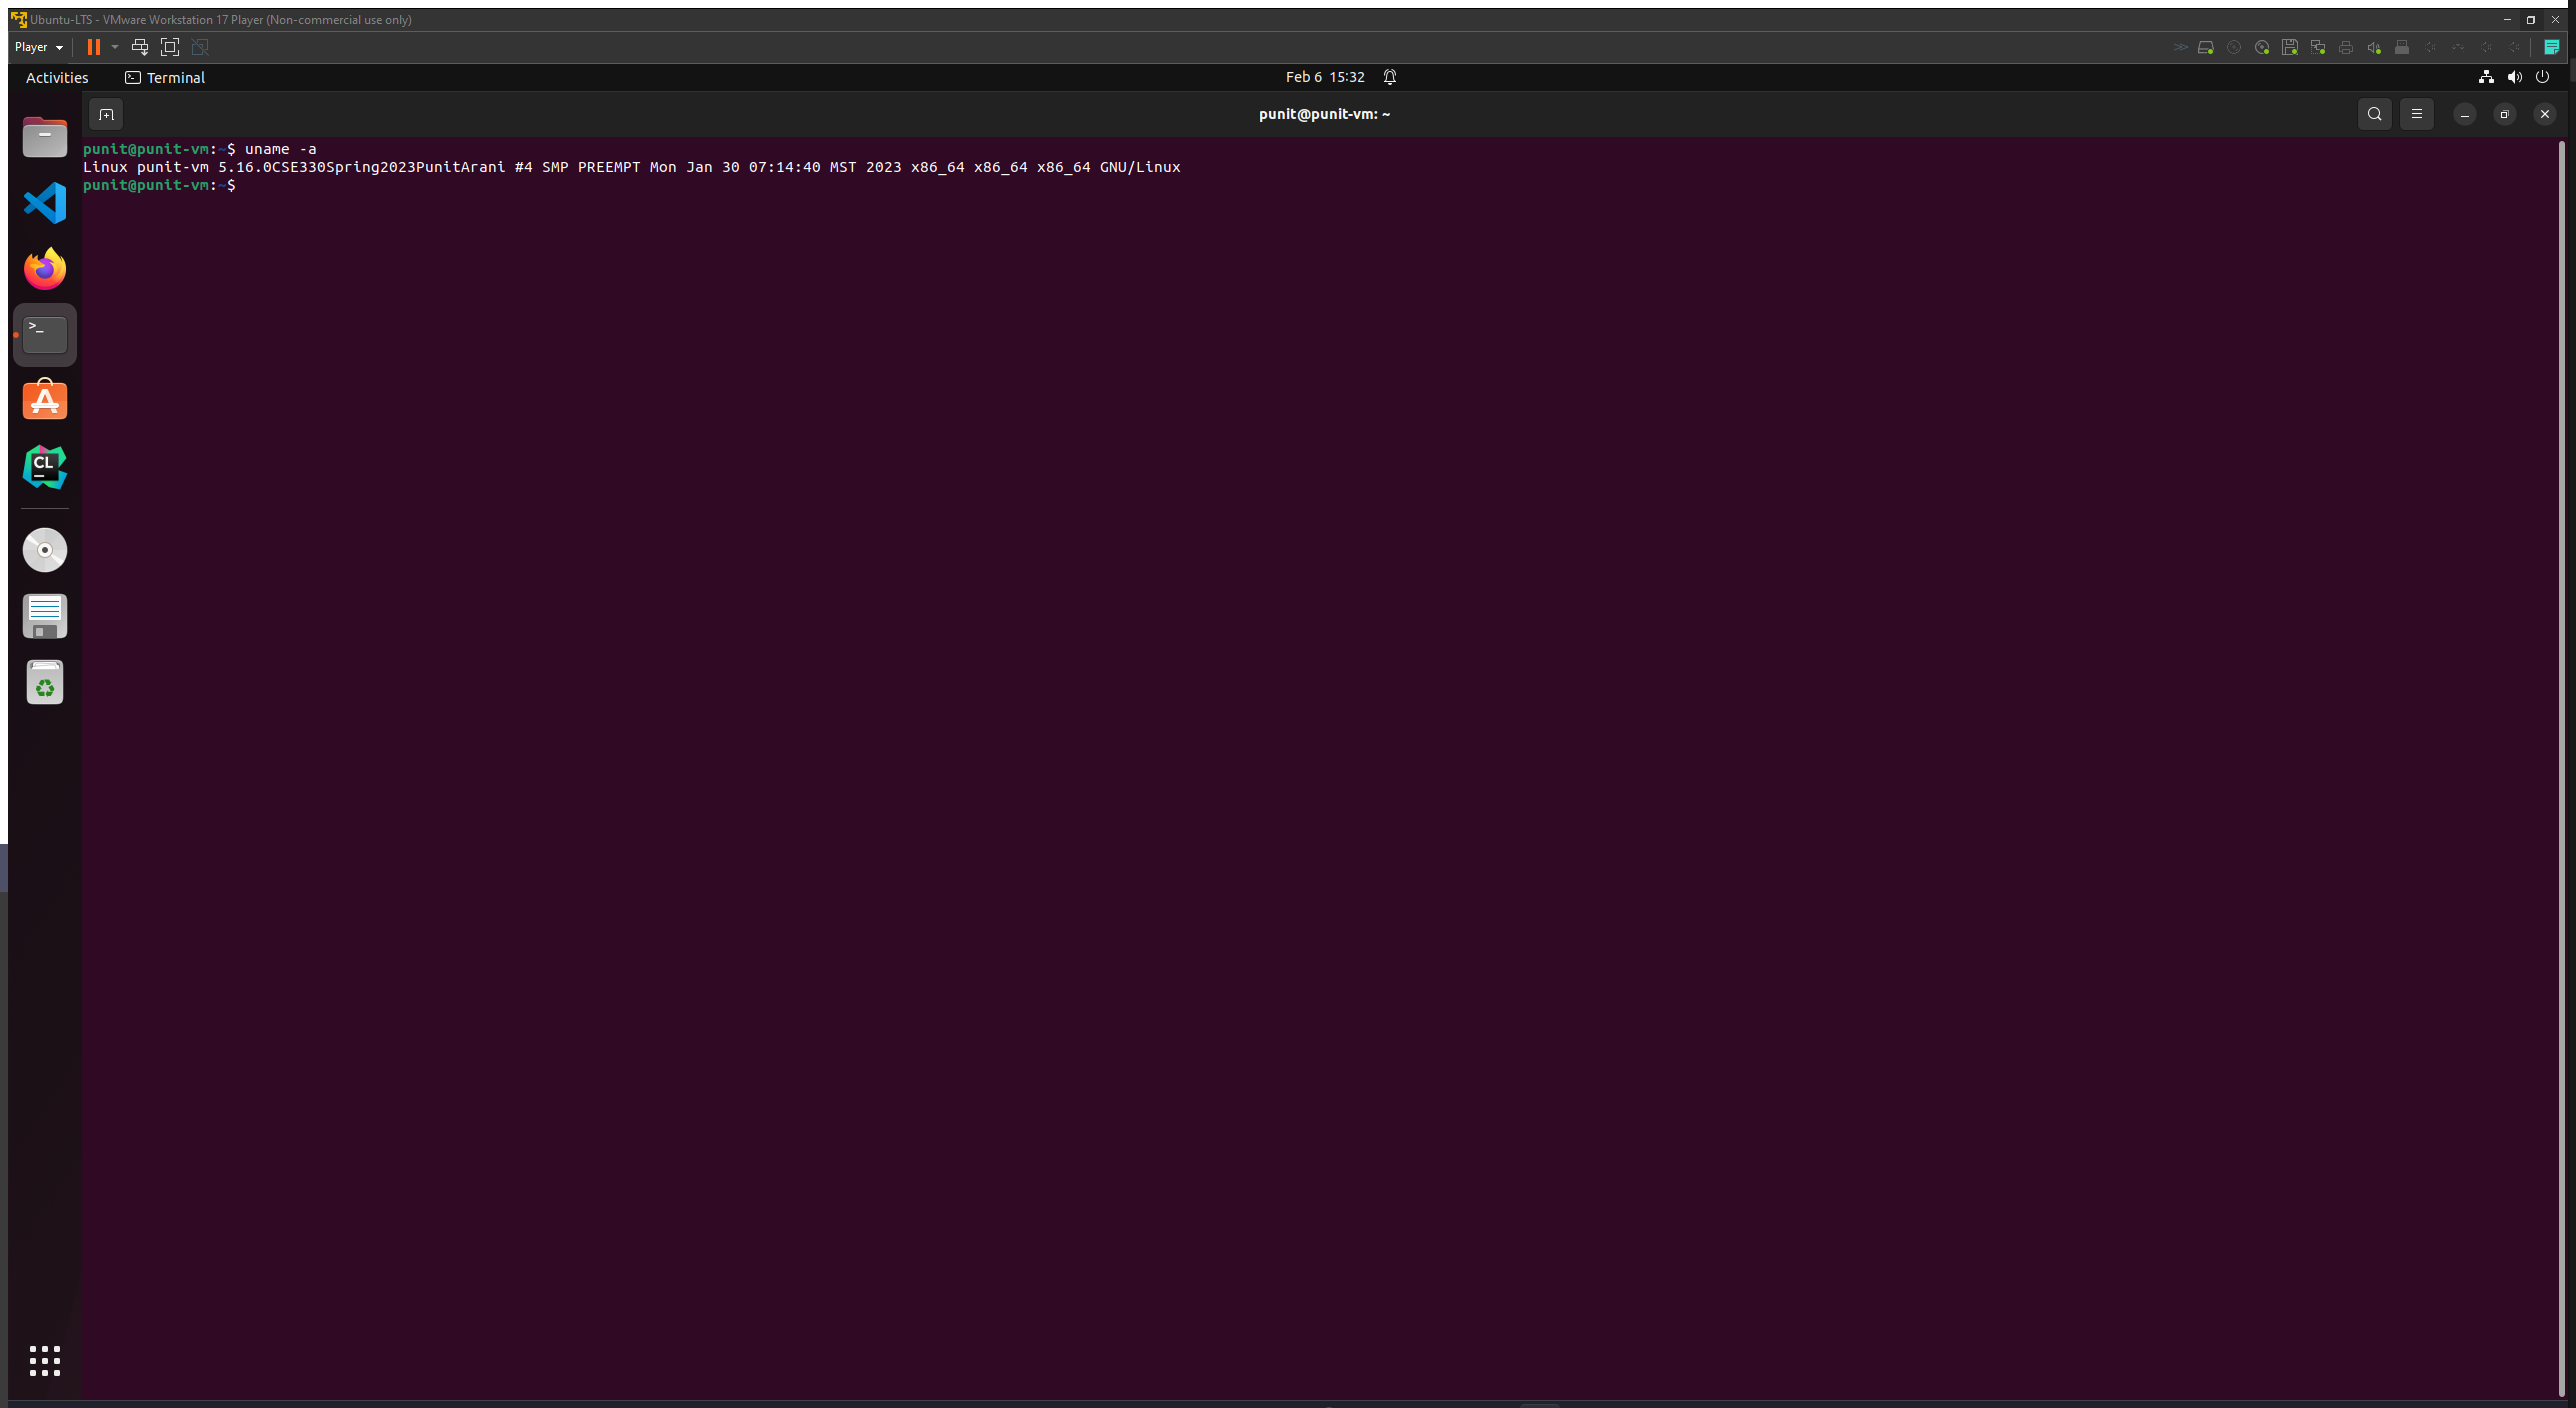 Ubuntu-LTS - VMware Workstation 17 Player (Non-commercial use only)
Player
Activities
Terminal
Feb 6 15:32
punit@punit-vm: ~
punit@punit-vm:~$ uname -a
Linux punit-vm 5.16.0CSE330Spring2023PunitArani #4 SMP PREEMPT Mon Jan 30 07:14:40 MST 2023 x86_64 x86_64 x86_64 GNU/Linux
punit@punit-vm:~$
>_
A
CL